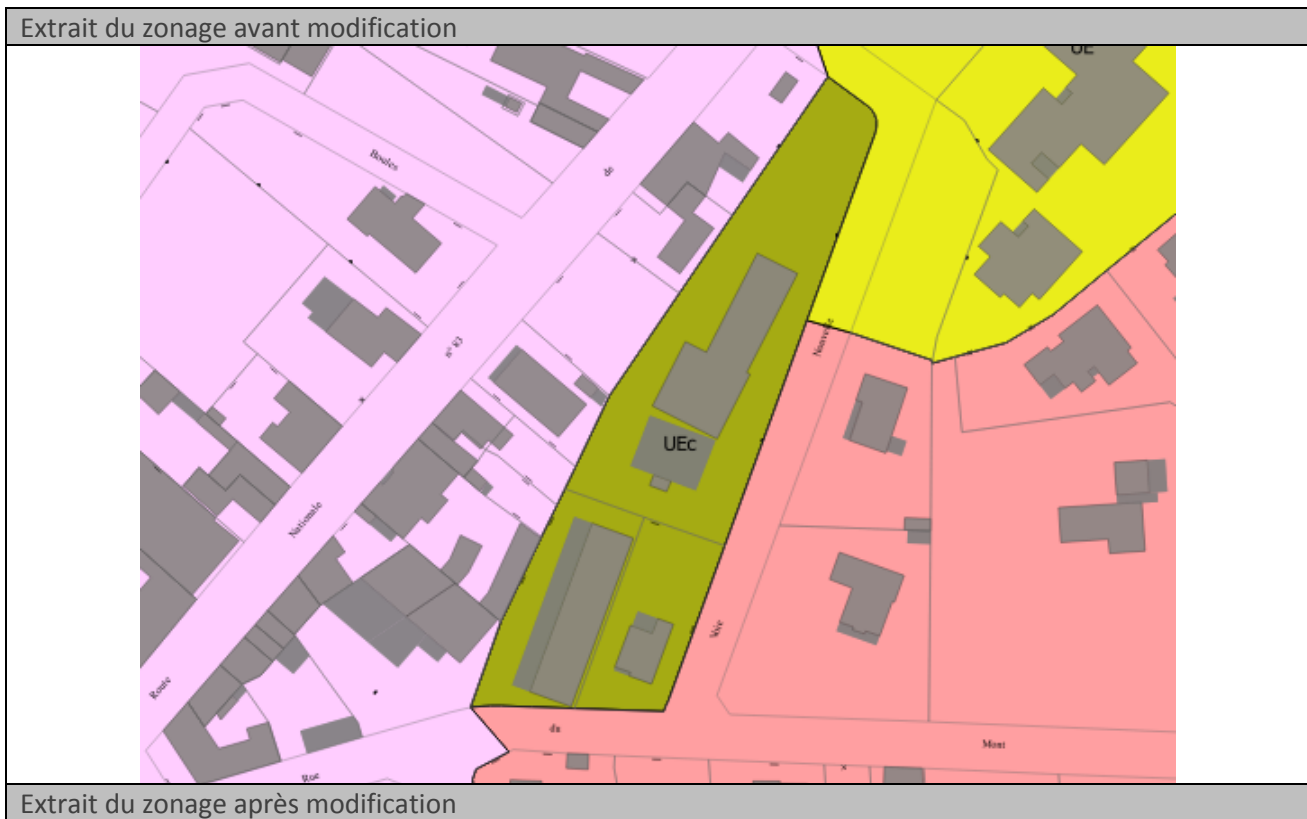 Extrait du zonage avant modification
UE
Boules
de
n° 83
Nouvelle
UEc
Nationale
Voie
Route
du
Mont
Rue
Extrait du zonage après modification